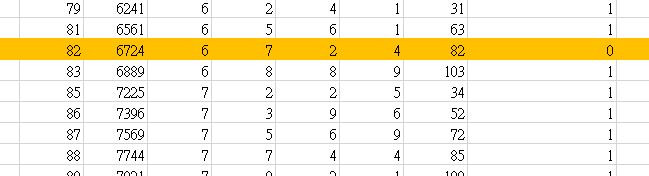 79 6241 6 2 4 1 31 1
81 6561 6 5 6 1 63 1
82 6724 6 7 2 4 82 0
83 6889 6 8 8 9 103 1
85 7225 7 2 2 5 34 1
86 7396 7 3 9 6 52 1
87 7569 7 5 6 9 72 1
88 7744 7 7 4 4 85 1